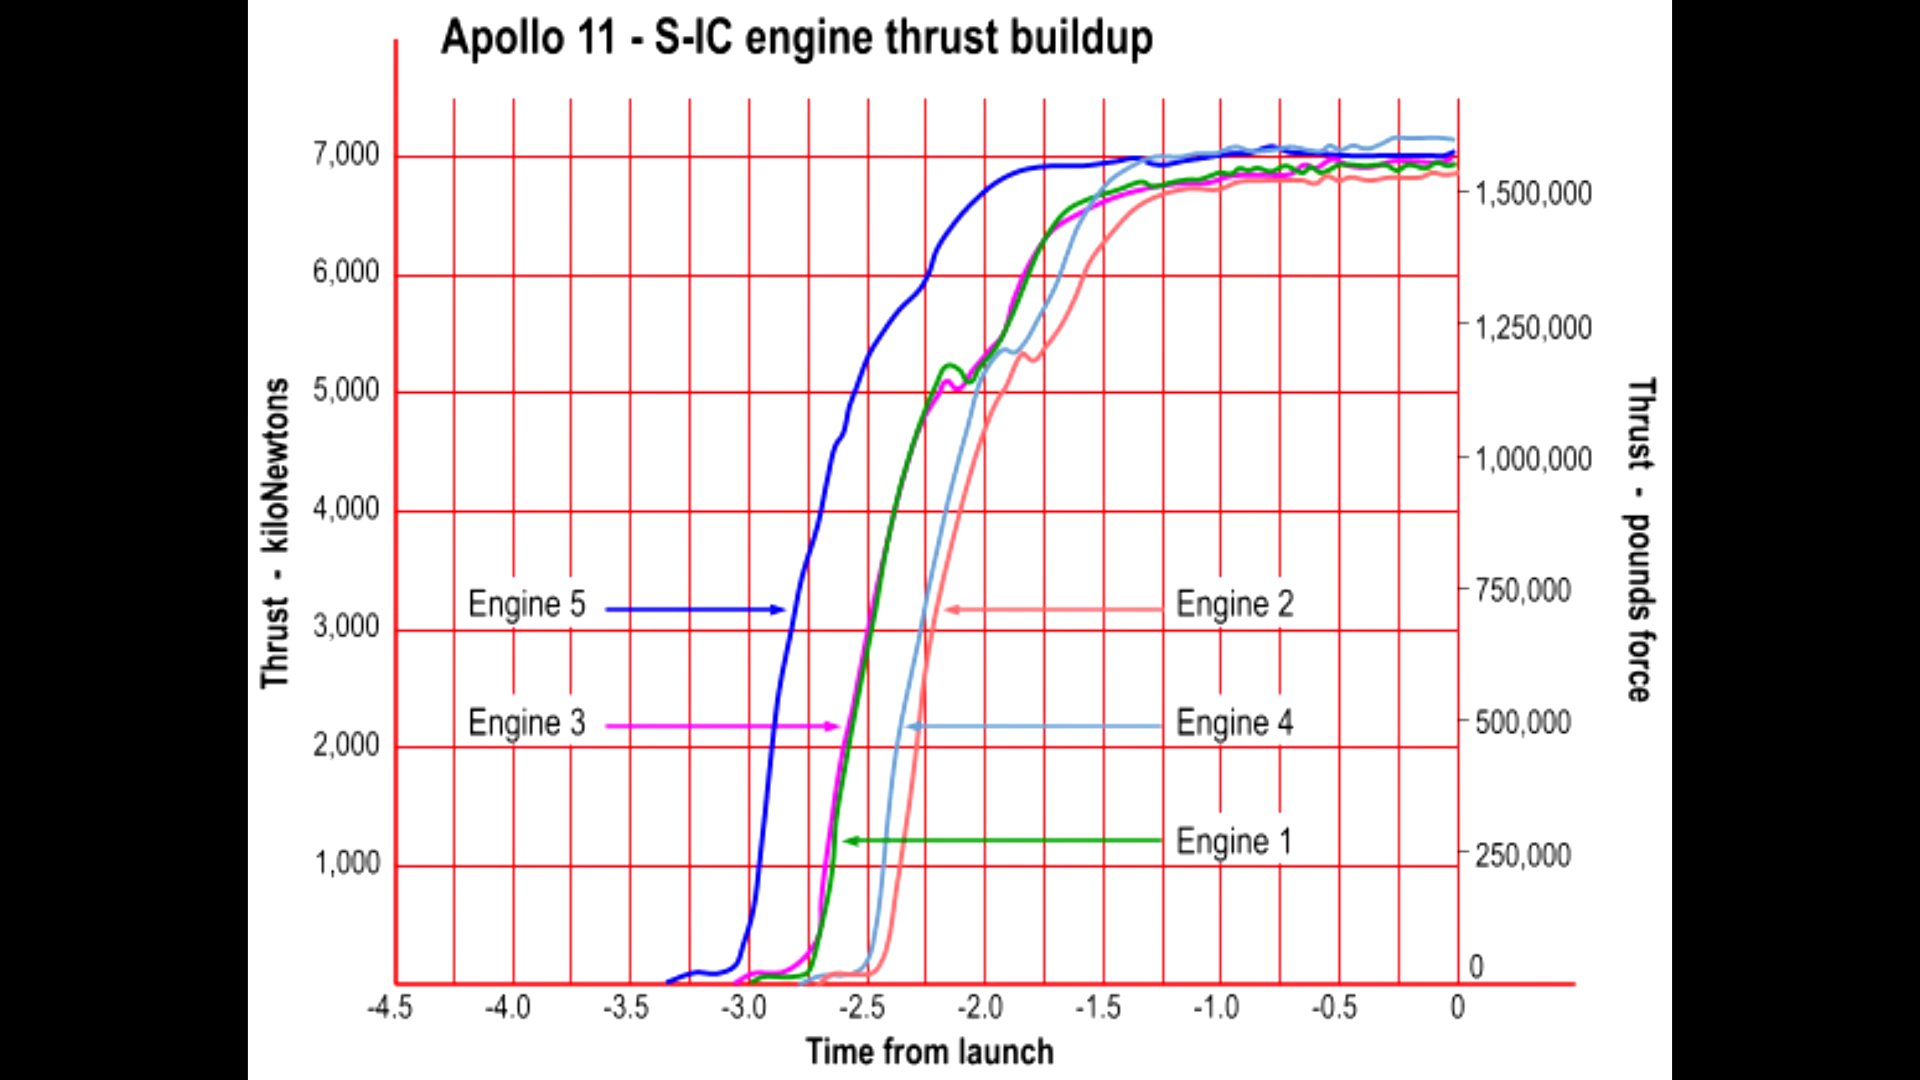 Apollo 11 - S-IC engine thrust buildup
Thrust - kiloNewtons
7,000
6,000
5,000
4,000
3,000
2,000
1,000
1,500,000
1,250,000
1,000,000
750,000
500,000
250,000
0
Thrust - pounds force
Engine 5
Engine 2
Engine 3
Engine 4
Engine 1
-4.5 -4.0 -3.5 -3.0 -2.5 -2.0 -1.5 -1.0 -0.5 0
Time from launch